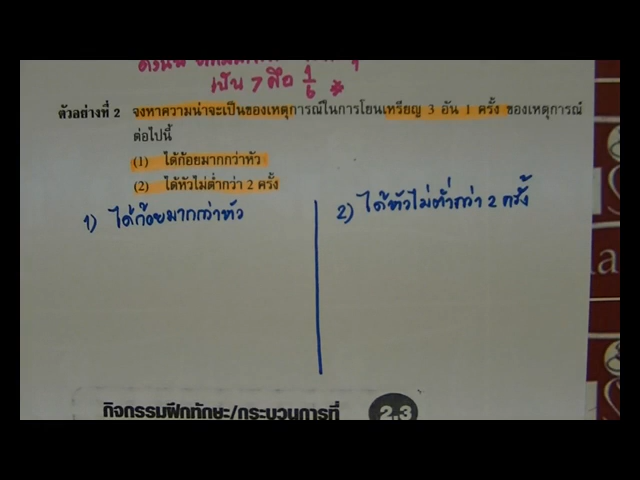 เป็น 7 คือ 1/6 *
ตัวอย่างที่ 2 จงหาความน่าจะเป็นของเหตุการณ์ในการโยนเหรียญ 3 อัน 1 ครั้ง ของเหตุการณ์
ต่อไปนี้
(1) ได้ก้อยมากกว่าหัว
(2) ได้หัวไม่ต่ำกว่า 2 ครั้ง
1) ได้ก้อยมากกว่าหัว
2) ได้หัวไม่ต่ำกว่า 2 ครั้ง
กิจกรรมฝึกทักษะ/กระบวนการที่ 2.3